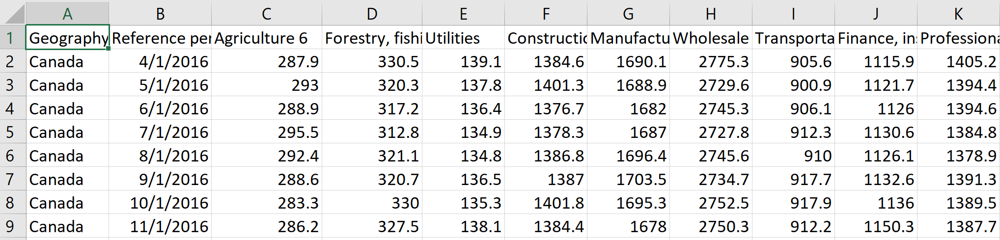 A B C D E F G H I J K
1 Geography Reference per Agriculture 6 Forestry, fishi Utilities Constructic Manufactu Wholesale Transporta Finance, in Professiona
2 Canada 4/1/2016 287.9 330.5 139.1 1384.6 1690.1 2775.3 905.6 1115.9 1405.2
3 Canada 5/1/2016 293 320.3 137.8 1401.3 1688.9 2729.6 900.9 1121.7 1394.4
4 Canada 6/1/2016 288.9 317.2 136.4 1376.7 1682 2745.3 906.1 1126 1394.6
5 Canada 7/1/2016 295.5 312.8 134.9 1378.3 1687 2727.8 912.3 1130.6 1384.8
6 Canada 8/1/2016 292.4 321.1 134.8 1386.8 1696.4 2745.6 910 1126.1 1378.9
7 Canada 9/1/2016 288.6 320.7 136.5 1387 1703.5 2734.7 917.7 1132.6 1391.3
8 Canada 10/1/2016 283.3 330 135.3 1401.8 1695.3 2752.5 917.9 1136 1389.5
9 Canada 11/1/2016 286.2 327.5 138.1 1384.4 1678 2750.3 912.2 1150.3 1387.7